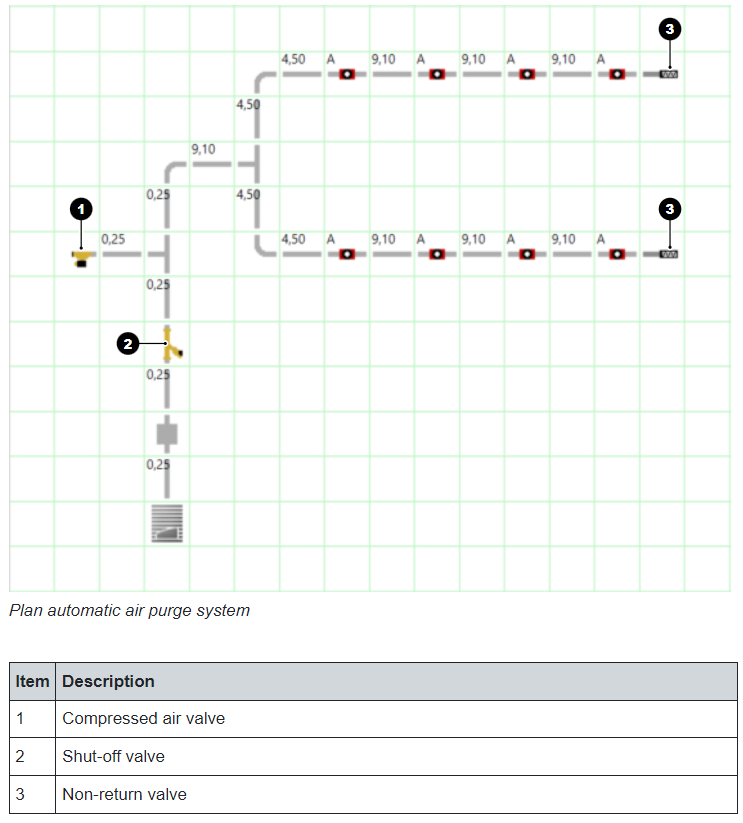 3
4,50 A 9,10 A 9,10 A 9,10 A
4,50
9,10
0,25 4,50
1 3
0,25 4,50 A 9,10 A 9,10 A 9,10 A
0,25
2
0,25
0,25
Plan automatic air purge system
Item Description
1 Compressed air valve
2 Shut-off valve
3 Non-return valve